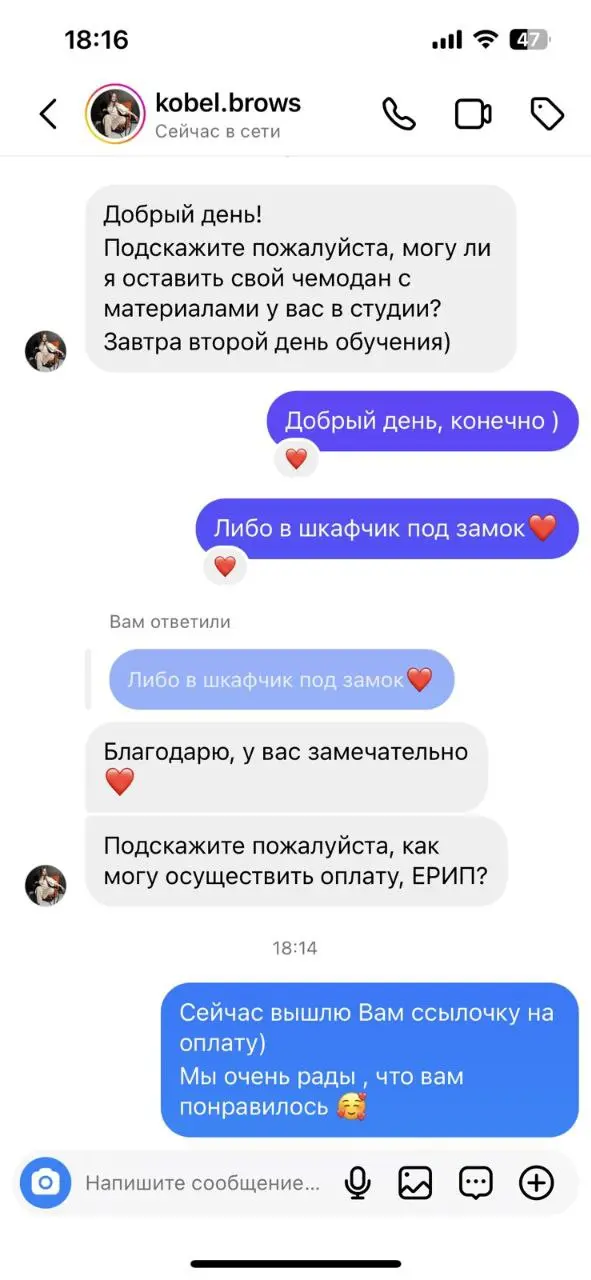 18:16
47
kobel.brows
Сейчас в сети
Добрый день!
Подскажите пожалуйста, могу ли
я оставить свой чемодан с
материалами у вас в студии?
Завтра второй день обучения)
Добрый день, конечно )
❤️
Либо в шкафчик под замок❤️
❤️
Вам ответили
Либо в шкафчик под замок❤️
Благодарю, у вас замечательно
❤️
Подскажите пожалуйста, как
могу осуществить оплату, ЕРИП?
18:14
Сейчас вышлю Вам ссылочку на
оплату)
Мы очень рады , что вам
понравилось 🥰
Напишите сообщение...